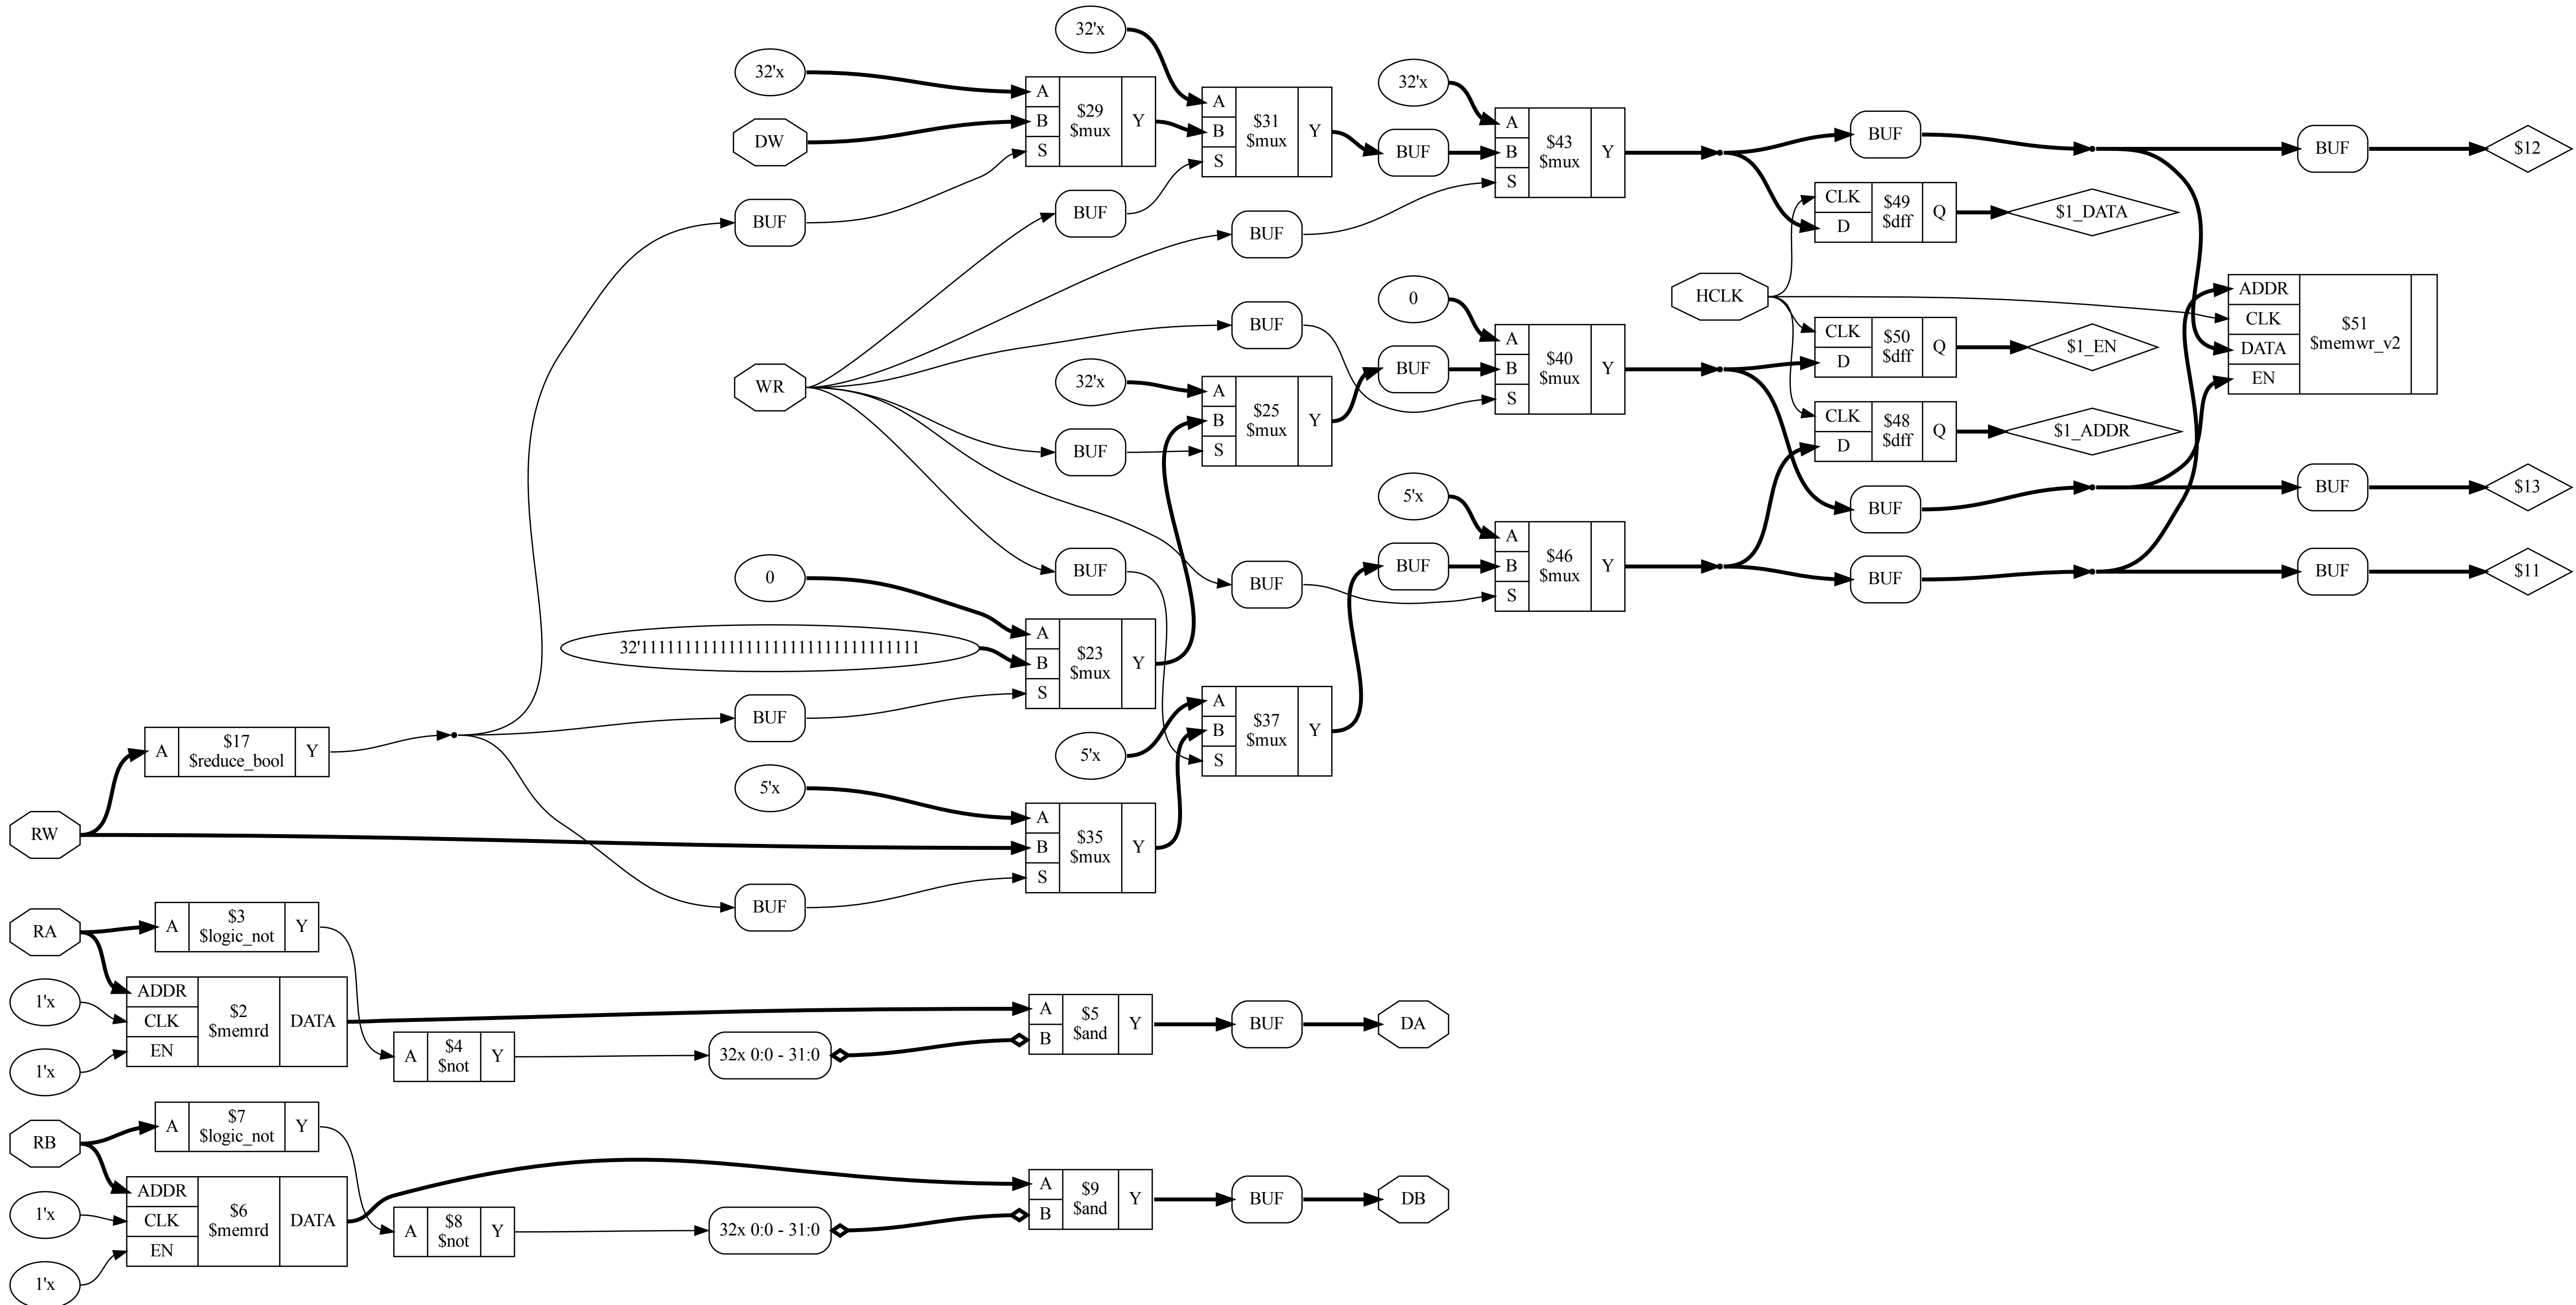 32'x
32'x
DW
BUF
A
B
S
$29
$mux
Y
A
B
S
$31
$mux
Y
BUF
32'x
BUF
BUF
A
B
S
$43
$mux
Y
BUF
BUF
$12
CLK
D
$49
$dff
Q
$1_DATA
HCLK
CLK
D
$50
$dff
Q
$1_EN
CLK
D
$48
$dff
Q
$1_ADDR
ADDR
CLK
DATA
EN
$51
$memwr_v2
WR
BUF
0
32'x
BUF
A
B
S
$25
$mux
Y
BUF
A
B
S
$40
$mux
Y
BUF
BUF
$13
BUF
BUF
$11
5'x
BUF
BUF
BUF
A
B
S
$46
$mux
Y
0
32'11111111111111111111111111111111
BUF
A
B
S
$23
$mux
Y
5'x
A
B
S
$37
$mux
Y
A
$17
$reduce_bool
Y
RW
5'x
BUF
A
B
S
$35
$mux
Y
RA
A
$3
$logic_not
Y
1'x
1'x
ADDR
CLK
EN
$2
$memrd
DATA
A
$4
$not
Y
32x 0:0 - 31:0
A
B
$5
$and
Y
BUF
DA
RB
A
$7
$logic_not
Y
1'x
1'x
ADDR
CLK
EN
$6
$memrd
DATA
A
$8
$not
Y
32x 0:0 - 31:0
A
B
$9
$and
Y
BUF
DB